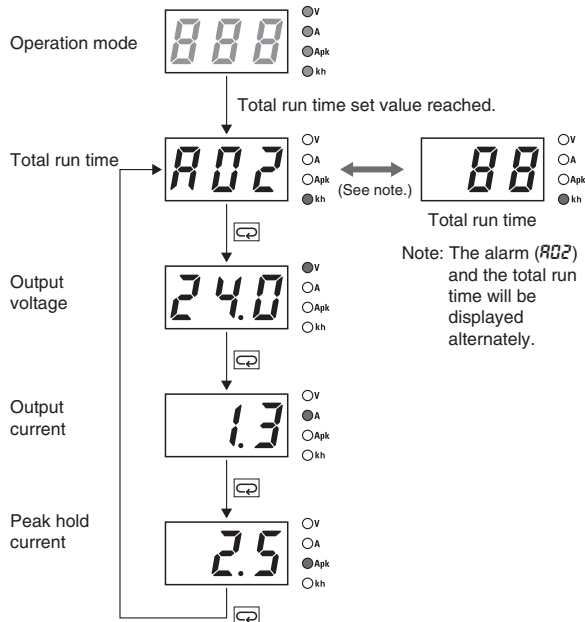 Operation mode
888
V
A
Apk
kh
Total run time set value reached.
Total run time
A02
V
A
Apk
kh
(See note.)
88
V
A
Apk
kh
Total run time
Note: The alarm (A02)
and the total run
time will be
displayed
alternately.
Output
voltage
24.0
V
A
Apk
kh
Output
current
1.3
V
A
Apk
kh
Peak hold
current
2.5
V
A
Apk
kh